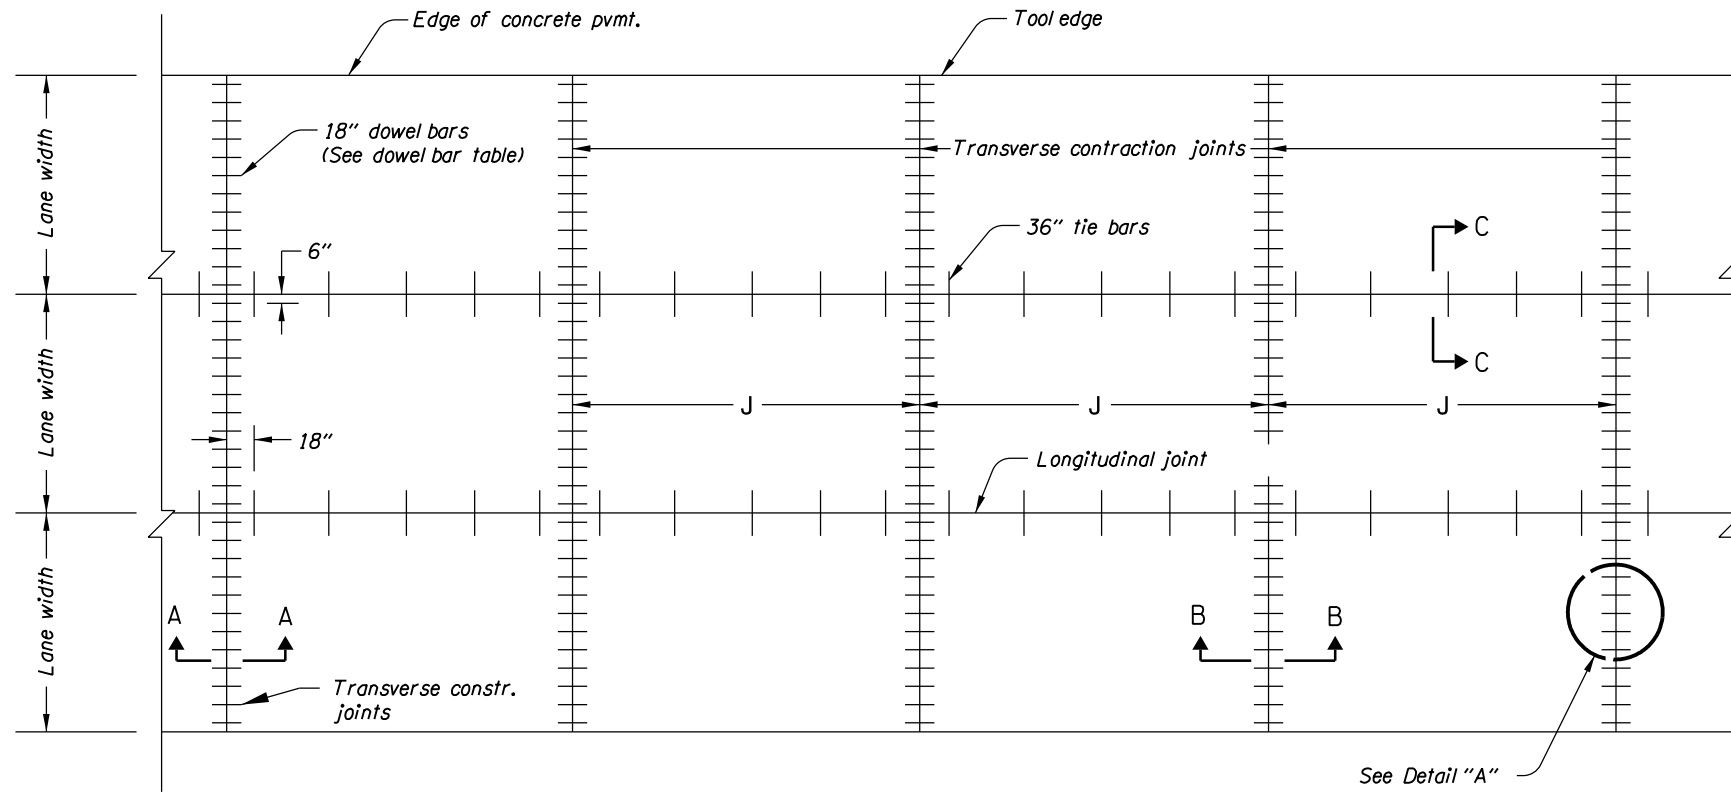 Edge of concrete pvmt.
Tool edge
18" dowel bars
(See dowel bar table)
Transverse contraction joints
Lane width
36" tie bars
C
6"
C
Lane width
J
J
J
18"
Longitudinal joint
Lane width
A
A
B
B
Transverse constr.
joints
See Detail "A"